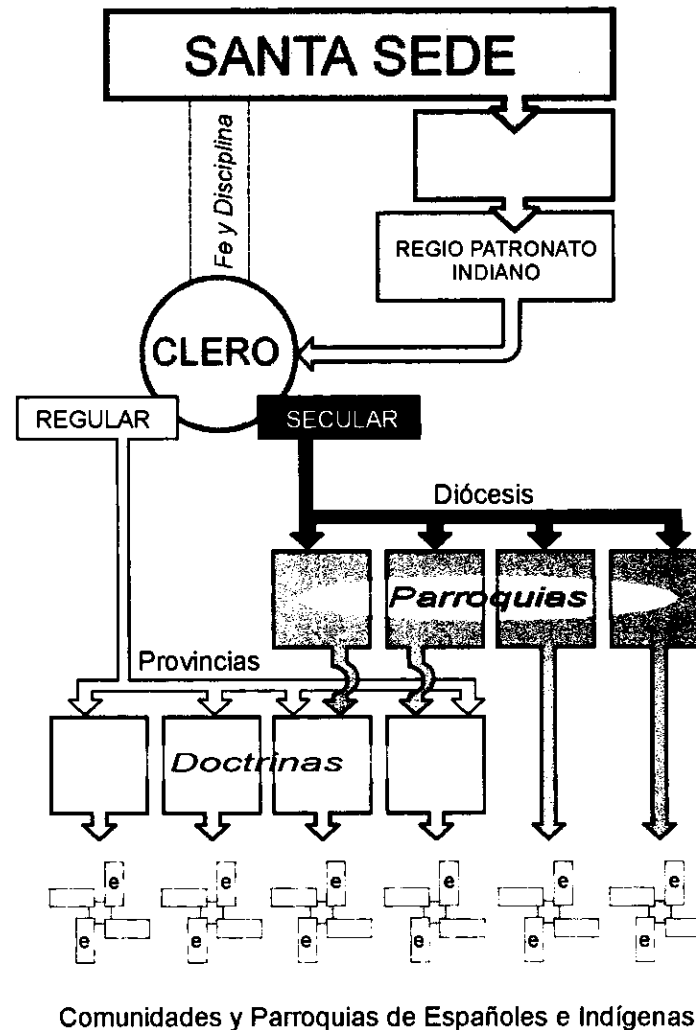 SANTA SEDE
Fe y Disciplina
REGIO PATRONATO
INDIANO
CLERO
REGULAR
SECULAR
Diócesis
Parroquias
Provincias
Doctrinas
e
e
e
e
e
e
e
e
e
e
e
e
Comunidades y Parroquias de Españoles e Indígenas